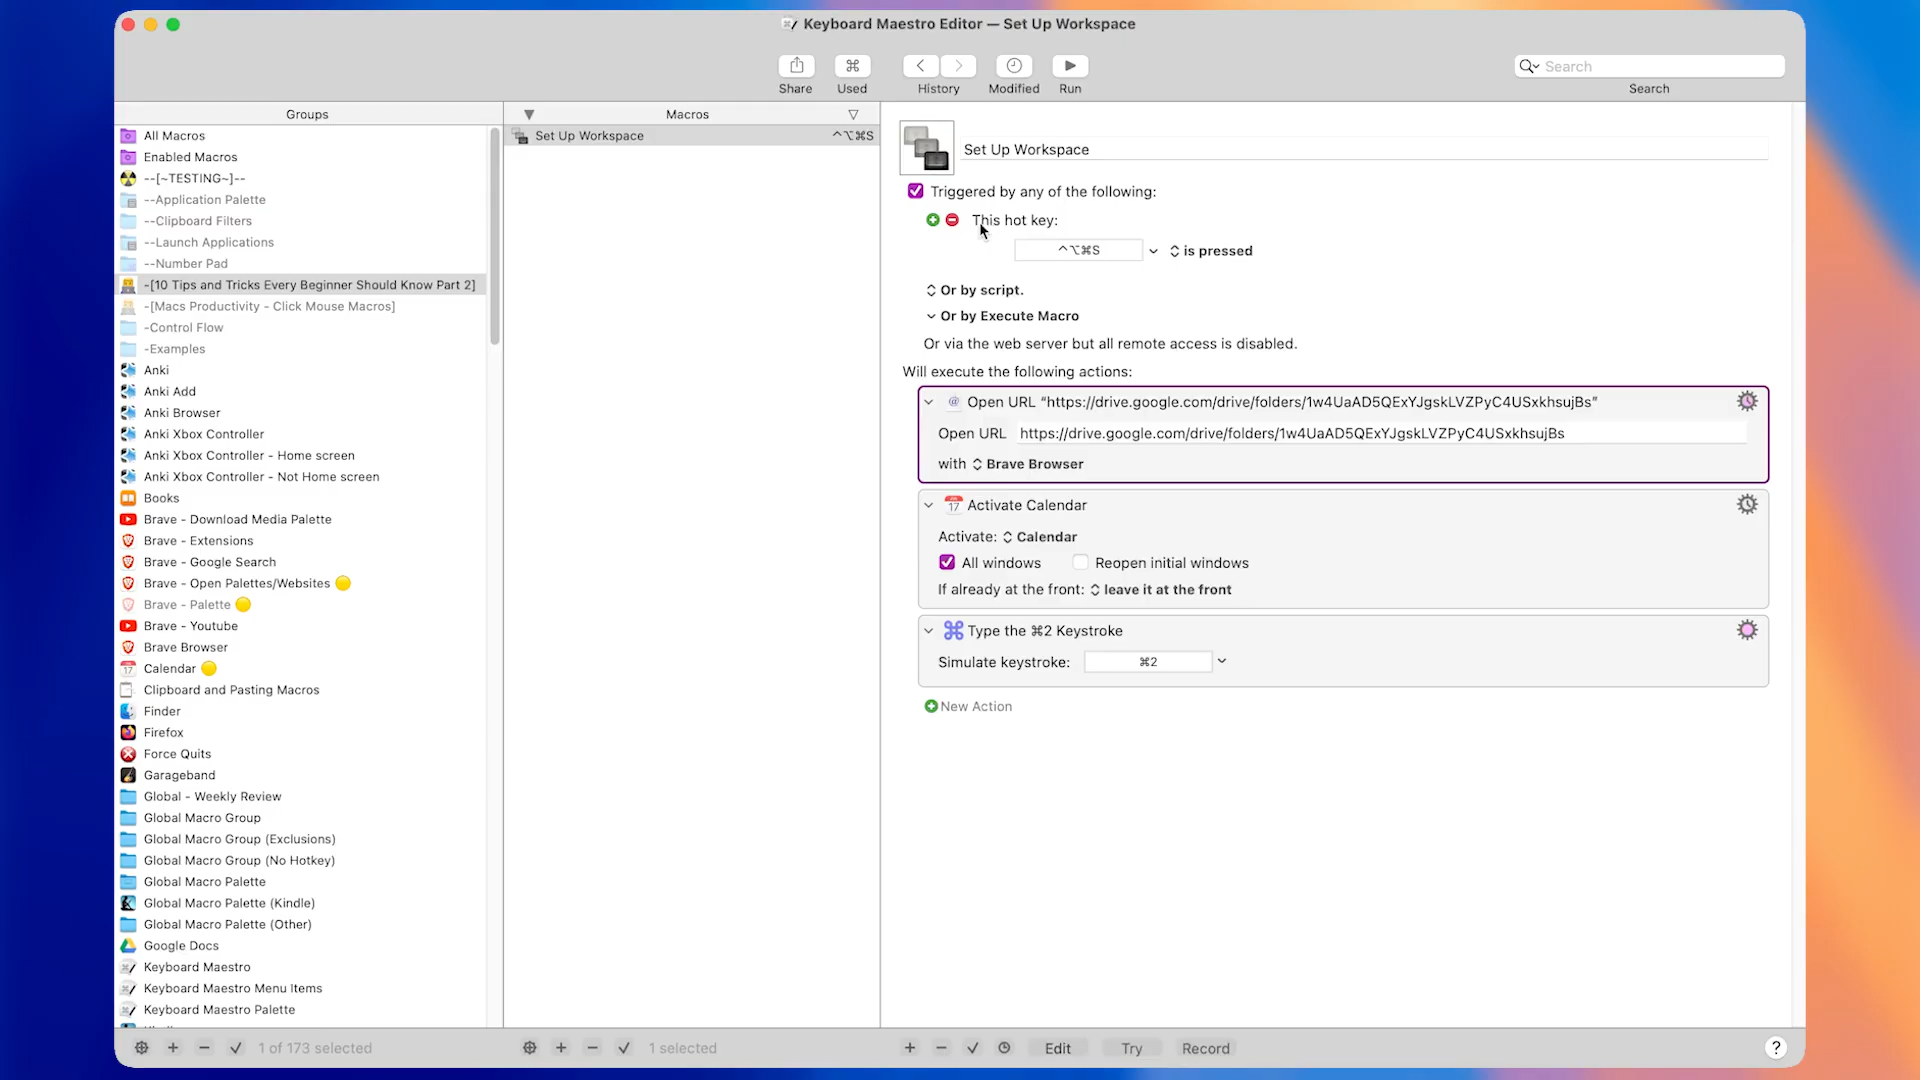 Keyboard Maestro Editor — Set Up Workspace
Share
Used
History
Modified
Run
Search
Search
Groups
All Macros
Enabled Macros
--[~TESTING~]--
--Application Palette
--Clipboard Filters
--Launch Applications
--Number Pad
-[10 Tips and Tricks Every Beginner Should Know Part 2]
-[Macs Productivity - Click Mouse Macros]
-Control Flow
-Examples
Anki
Anki Add
Anki Browser
Anki Xbox Controller
Anki Xbox Controller - Home screen
Anki Xbox Controller - Not Home screen
Books
Brave - Download Media Palette
Brave - Extensions
Brave - Google Search
Brave - Open Palettes/Websites
Brave - Palette
Brave - Youtube
Brave Browser
Calendar
Clipboard and Pasting Macros
Finder
Firefox
Force Quits
Garageband
Global - Weekly Review
Global Macro Group
Global Macro Group (Exclusions)
Global Macro Group (No Hotkey)
Global Macro Palette
Global Macro Palette (Kindle)
Global Macro Palette (Other)
Google Docs
Keyboard Maestro
Keyboard Maestro Menu Items
Keyboard Maestro Palette
1 of 173 selected
Macros
Set Up Workspace ⌃⌥⌘S
1 selected
Set Up Workspace
Triggered by any of the following:
This hot key:
⌃⌥⌘S is pressed
Or by script.
Or by Execute Macro
Or via the web server but all remote access is disabled.
Will execute the following actions:
Open URL “https://drive.google.com/drive/folders/1w4UaAD5QExYJgskLVZPyC4USxkhsujBs”
Open URL https://drive.google.com/drive/folders/1w4UaAD5QExYJgskLVZPyC4USxkhsujBs
with Brave Browser
17 Activate Calendar
Activate: Calendar
All windows Reopen initial windows
If already at the front: leave it at the front
Type the ⌘2 Keystroke
Simulate keystroke: ⌘2
New Action
Edit
Try
Record
?